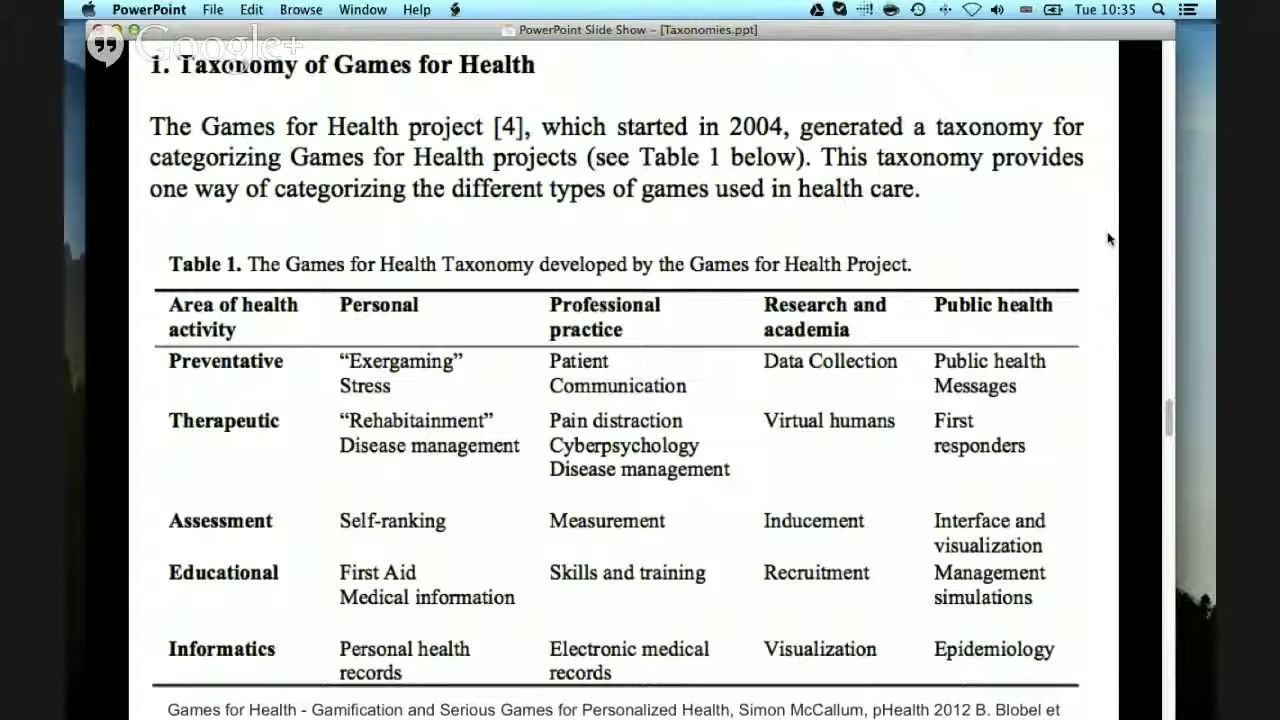 PowerPoint File Edit Browse Window Help Tue 10:35
PowerPoint Slide Show – [Taxonomies.ppt]
Google+
1. Taxonomy of Games for Health
The Games for Health project [4], which started in 2004, generated a taxonomy for
categorizing Games for Health projects (see Table 1 below). This taxonomy provides
one way of categorizing the different types of games used in health care.
Table 1. The Games for Health Taxonomy developed by the Games for Health Project.
Area of health activity Personal Professional practice Research and academia Public health
Preventative “Exergaming” Patient Data Collection Public health
Stress Communication Messages
Therapeutic “Rehabitainment” Pain distraction Virtual humans First
Disease management Cyberpsychology responders
Disease management
Assessment Self-ranking Measurement Inducement Interface and
visualization
Educational First Aid Skills and training Recruitment Management
Medical information simulations
Informatics Personal health Electronic medical Visualization Epidemiology
records records
Games for Health - Gamification and Serious Games for Personalized Health, Simon McCallum, pHealth 2012 B. Blobel et